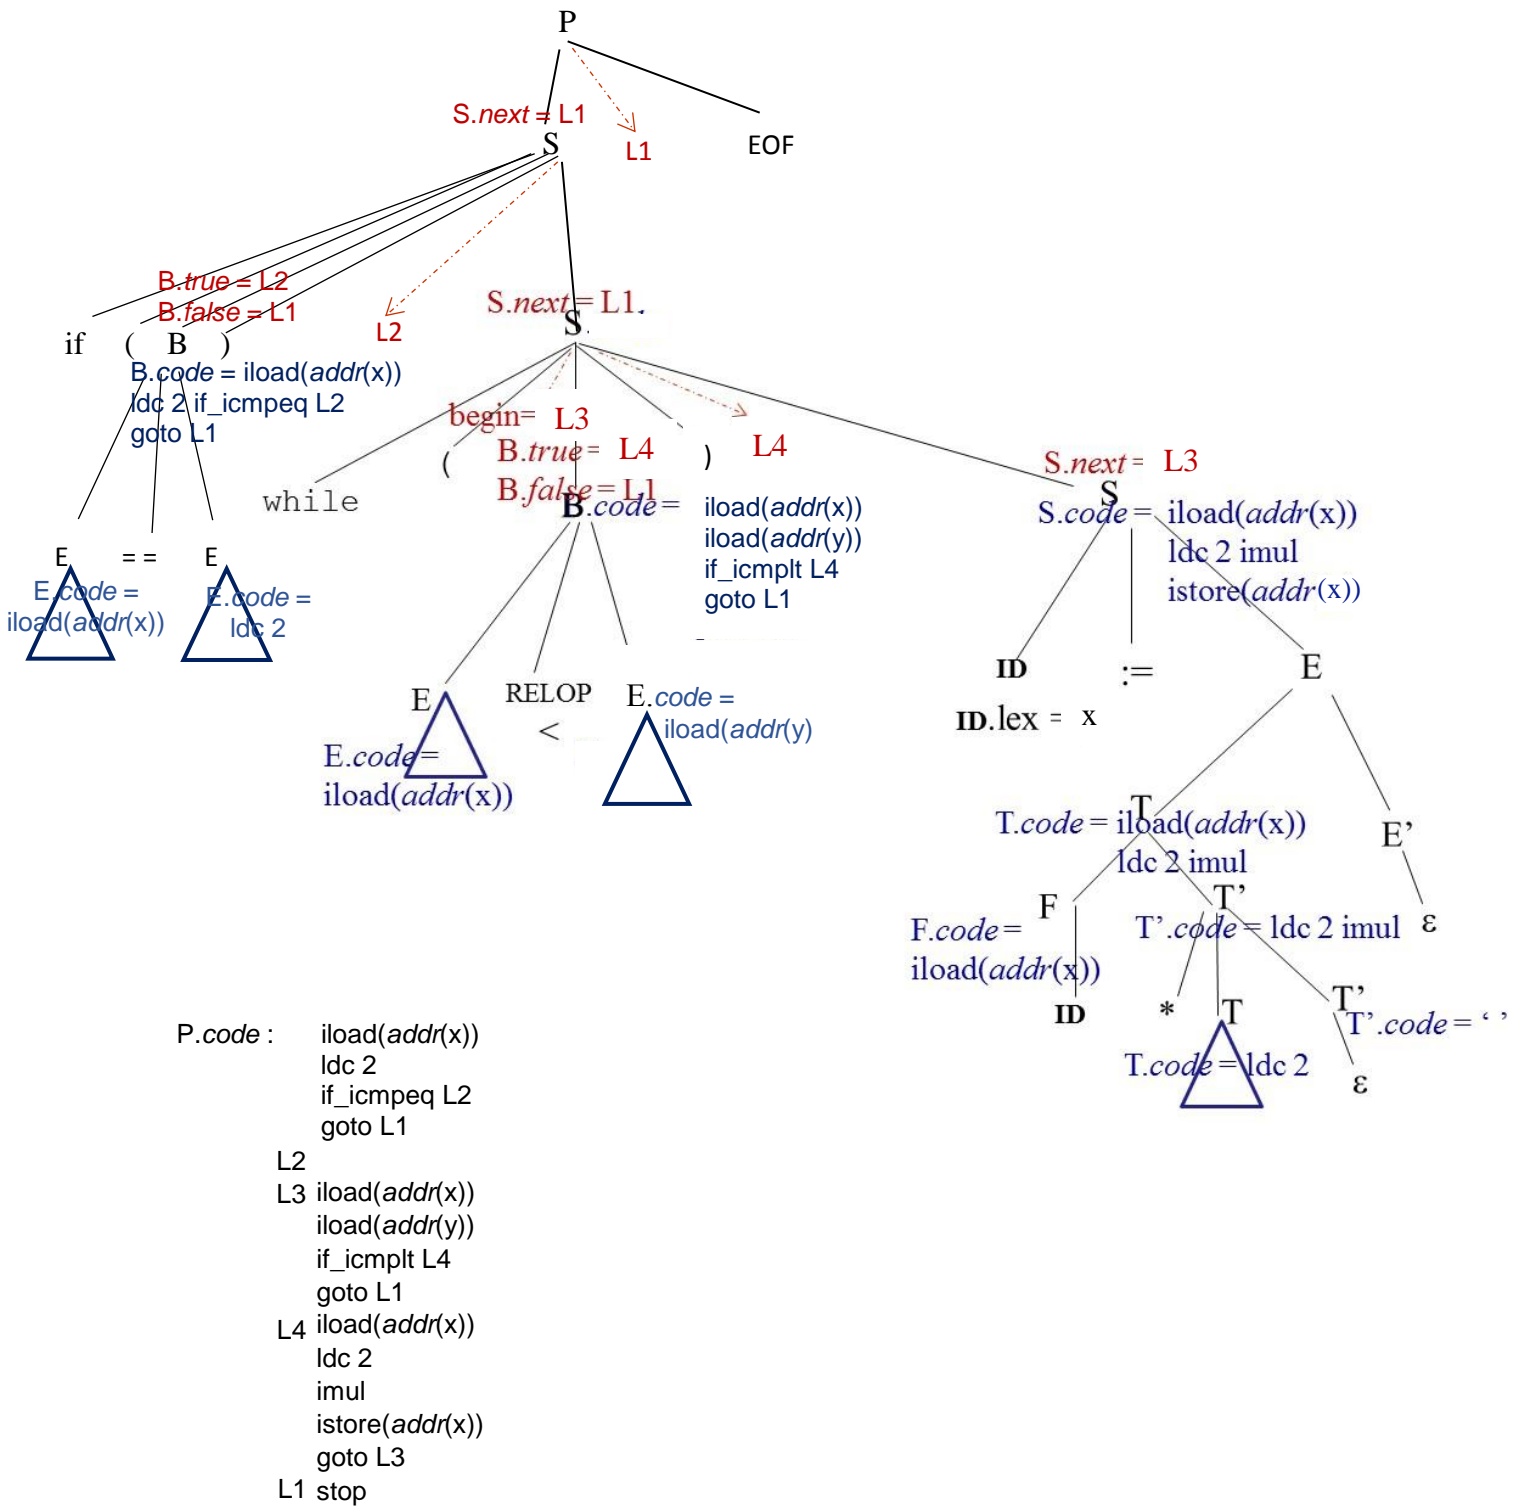 P
S.next = L1
S
L1
EOF
B.true = L2
B.false = L1
if ( B )
L2
B.code = iload(addr(x))
ldc 2 if_icmpeq L2
goto L1
E == E
E.code =
iload(addr(x))
E.code =
ldc 2
S.next = L1.
S.
begin= L3
B.true = L4
B.false = L1
while
(
)
L4
B.code =
iload(addr(x))
iload(addr(y))
if_icmplt L4
goto L1
E
RELOP
<
E.code =
iload(addr(y)
E.code =
iload(addr(x))
S.next = L3
S
S.code = iload(addr(x))
ldc 2 imul
istore(addr(x))
ID
:=
E
ID.lex = x
T
T.code = iload(addr(x))
ldc 2 imul
E’
ε
F
F.code =
iload(addr(x))
ID
T’
T’.code = ldc 2 imul
*
T
T.code = ldc 2
T’
T’.code = ‘ ’
ε
P.code : iload(addr(x))
ldc 2
if_icmpeq L2
goto L1
L2
L3 iload(addr(x))
iload(addr(y))
if_icmplt L4
goto L1
L4 iload(addr(x))
ldc 2
imul
istore(addr(x))
goto L3
L1 stop